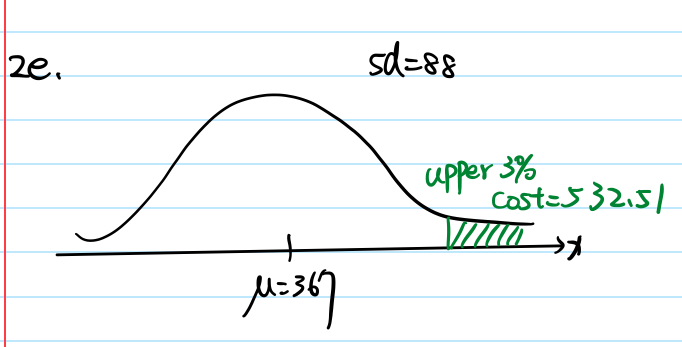 2e.
sd=88
upper 3%
cost=532.51
x
μ=367